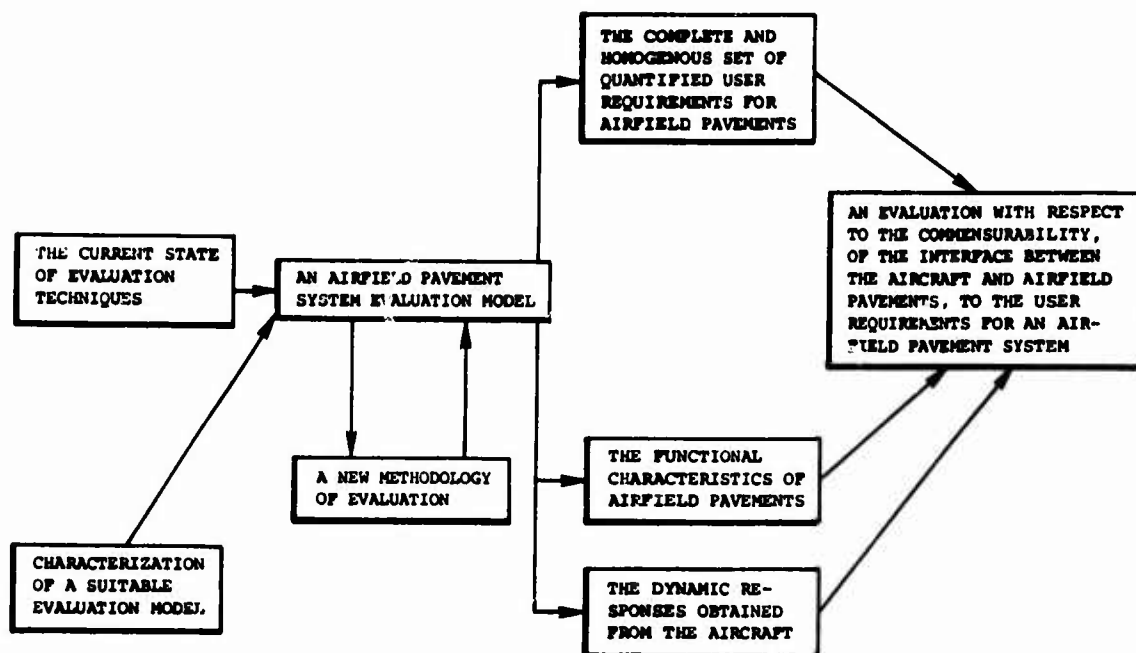 THE COMPLETE AND
HOMOGENOUS SET OF
QUANTIFIED USER
REQUIREMENTS FOR
AIRFIELD PAVEMENTS
AN EVALUATION WITH RESPECT
TO THE COMMENSURABILITY,
OF THE INTERFACE BETWEEN
THE AIRCRAFT AND AIRFIELD
PAVEMENTS, TO THE USER
REQUIREMENTS FOR AN AIR-
FIELD PAVEMENT SYSTEM
THE CURRENT STATE
OF EVALUATION
TECHNIQUES
AN AIRFIELD PAVEMENT
SYSTEM EVALUATION MODEL
A NEW METHODOLOGY
OF EVALUATION
THE FUNCTIONAL
CHARACTERISTICS OF
AIRFIELD PAVEMENTS
CHARACTERIZATION
OF A SUITABLE
EVALUATION MODEL
THE DYNAMIC RE-
SPONSES OBTAINED
FROM THE AIRCRAFT